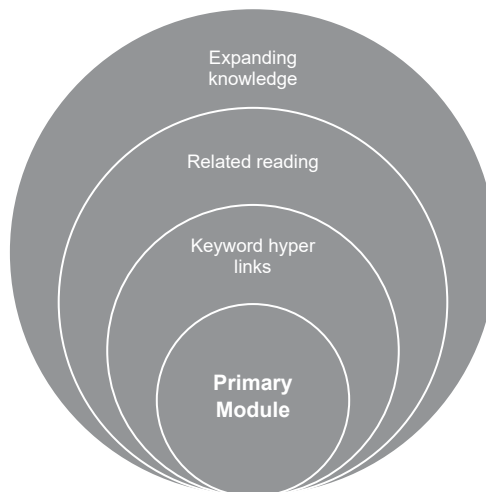 Expanding
knowledge
Related reading
Keyword hyper
links
Primary
Module